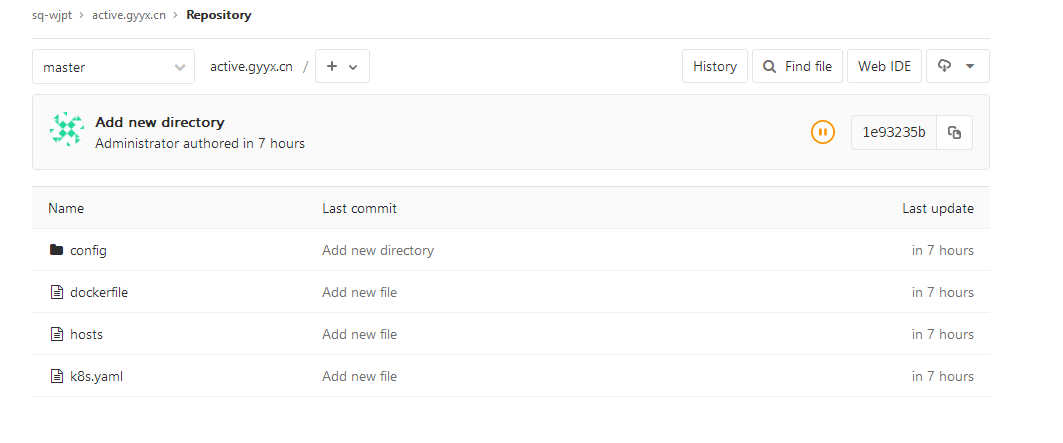 sq-wjpt > active.gyyx.cn > Repository
master active.gyyx.cn / + History Find file Web IDE
Add new directory
Administrator authored in 7 hours
1e93235b
Name Last commit Last update
config Add new directory in 7 hours
dockerfile Add new file in 7 hours
hosts Add new file in 7 hours
k8s.yaml Add new file in 7 hours